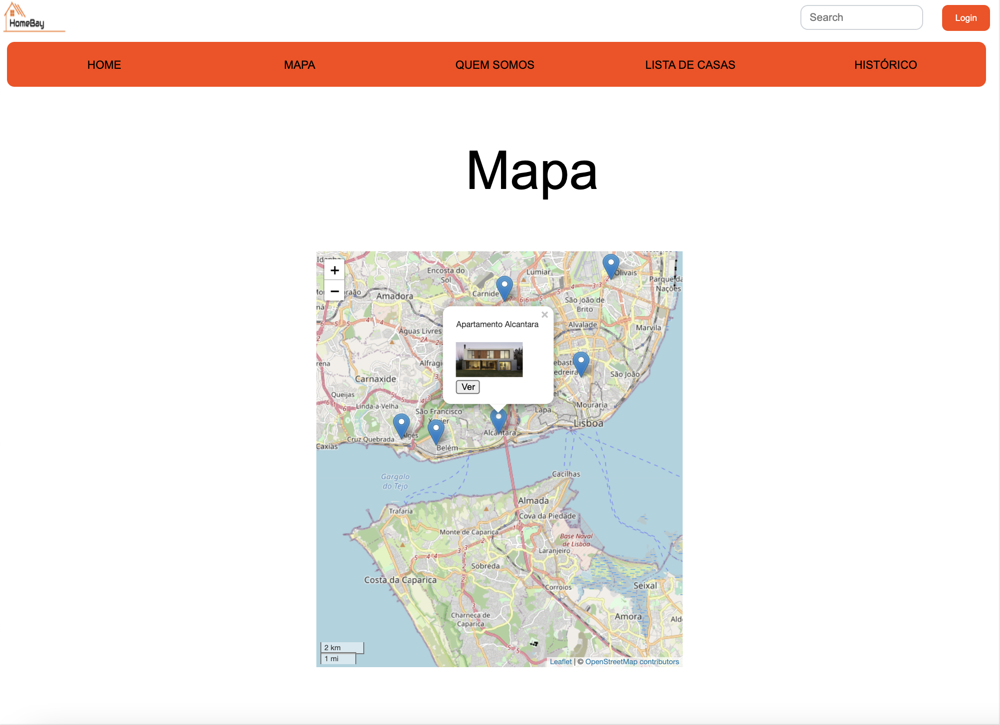 HomeBay
Search
Login
HOME
MAPA
QUEM SOMOS
LISTA DE CASAS
HISTÓRICO
Mapa
+
−
Encosta do
Sol
Lumiar
Olivais
Parque da
Nações
Carnide
Amadora
São João de
Brito
Apartamento Alcantara
Ver
Águas Livres
Alvalade
Marvila
Carnaxide
São João
Queijas
Linda-a-Velha
São Francisco
Lapa
Mouraria
Lisboa
Algés
Alcântara
Cruz Quebrada
Caxias
Belém
Gargalo
do Tejo
Cacilhas
Almada
Trafaria
Cova da Piedade
Monte de Caparica
Base Naval
de Lisboa
Laranjeiro
Sobreda
Costa da Caparica
Corroios
Seixal
Charneca de
Caparica
Amora
2 km
1 mi
Leaflet | © OpenStreetMap contributors